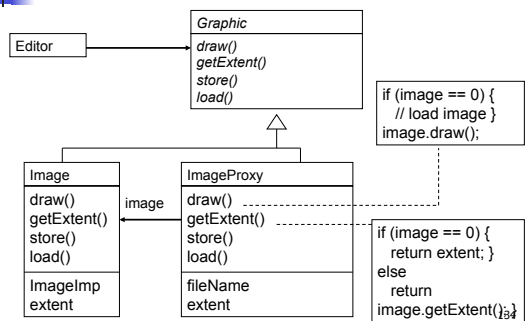 Graphic
Editor
draw()
getExtent()
store()
load()
if (image == 0) {
// load image }
image.draw();
Image
draw()
getExtent()
store()
load()
ImageImp
extent
image
ImageProxy
draw()
getExtent()
store()
load()
fileName
extent
if (image == 0) {
return extent; }
else
return
image.getExtent(); }
134